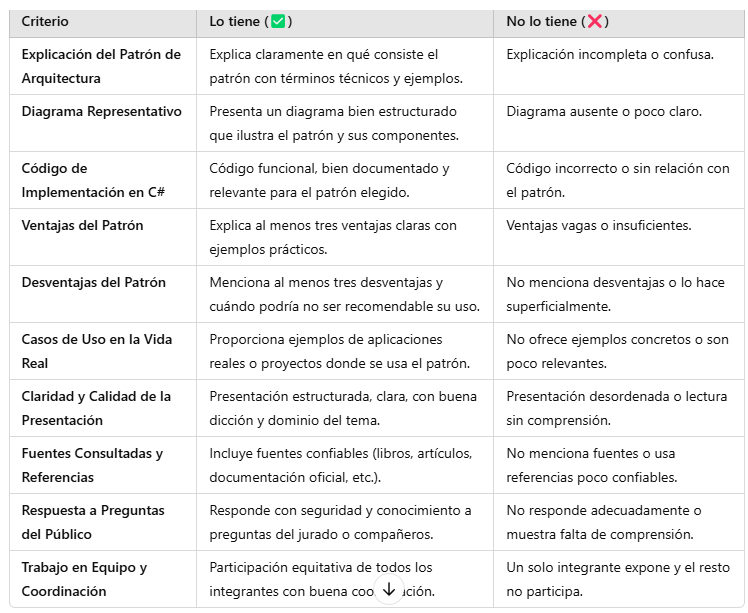 Criterio
Lo tiene (✅)
No lo tiene (❌)
Explicación del Patrón de
Arquitectura
Explica claramente en qué consiste el
patrón con términos técnicos y ejemplos.
Explicación incompleta o confusa.
Diagrama Representativo
Presenta un diagrama bien estructurado
que ilustra el patrón y sus componentes.
Diagrama ausente o poco claro.
Código de
Implementación en C#
Código funcional, bien documentado y
relevante para el patrón elegido.
Código incorrecto o sin relación con
el patrón.
Ventajas del Patrón
Explica al menos tres ventajas claras con
ejemplos prácticos.
Ventajas vagas o insuficientes.
Desventajas del Patrón
Menciona al menos tres desventajas y
cuándo podría no ser recomendable su uso.
No menciona desventajas o lo hace
superficialmente.
Casos de Uso en la Vida
Real
Proporciona ejemplos de aplicaciones
reales o proyectos donde se usa el patrón.
No ofrece ejemplos concretos o son
poco relevantes.
Claridad y Calidad de la
Presentación
Presentación estructurada, clara, con buena
dicción y dominio del tema.
Presentación desordenada o lectura
sin comprensión.
Fuentes Consultadas y
Referencias
Incluye fuentes confiables (libros, artículos,
documentación oficial, etc.).
No menciona fuentes o usa
referencias poco confiables.
Respuesta a Preguntas
del Público
Responde con seguridad y conocimiento a
preguntas del jurado o compañeros.
No responde adecuadamente o
muestra falta de comprensión.
Trabajo en Equipo y
Coordinación
Participación equitativa de todos los
integrantes con buena
Un solo integrante expone y el resto
no participa.